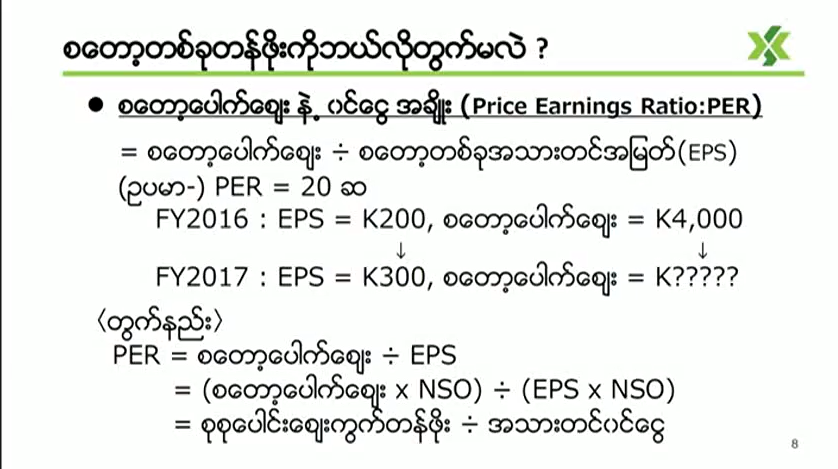 စတော့တစ်ခုတန်ဖိုးကိုဘယ်လိုတွက်မလဲ ?
● စတော့ပေါက်ဈေး နဲ့ ဝင်ငွေ အချိုး (Price Earnings Ratio:PER)
= စတော့ပေါက်ဈေး ÷ စတော့တစ်ခုအသားတင်အမြတ်(EPS)
(ဥပမာ-) PER = 20 ဆ
FY2016 : EPS = K200, စတော့ပေါက်ဈေး = K4,000
↓ ↓
FY2017 : EPS = K300, စတော့ပေါက်ဈေး = K?????
〈တွက်နည်း〉
PER = စတော့ပေါက်ဈေး ÷ EPS
= (စတော့ပေါက်ဈေး x NSO) ÷ (EPS x NSO)
= စုစုပေါင်းဈေးကွက်တန်ဖိုး ÷ အသားတင်ဝင်ငွေ
8